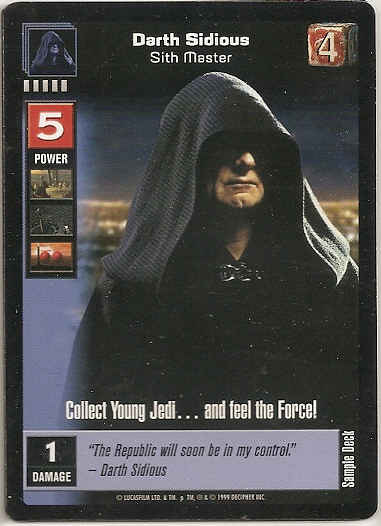 Darth Sidious
Sith Master
4
5
POWER
Collect Young Jedi. . . and feel the Force!
1
DAMAGE
"The Republic will soon be in my control."
– Darth Sidious
Sample Deck
© LUCASFILM LTD. & TM. p TM, ® & © 1999 DECIPHER INC.